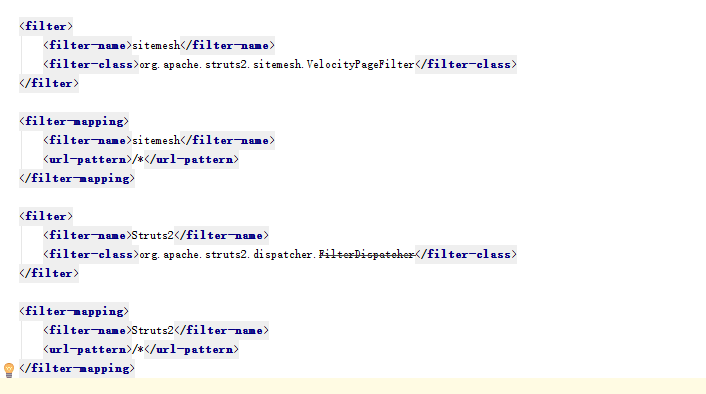 <filter>
<filter-name>sitemesh</filter-name>
<filter-class>org.apache.struts2.sitemesh.VelocityPageFilter</filter-class>
</filter>
<filter-mapping>
<filter-name>sitemesh</filter-name>
<url-pattern>/*</url-pattern>
</filter-mapping>
<filter>
<filter-name>Struts2</filter-name>
<filter-class>org.apache.struts2.dispatcher.FilterDispatcher</filter-class>
</filter>
<filter-mapping>
<filter-name>Struts2</filter-name>
<url-pattern>/*</url-pattern>
</filter-mapping>